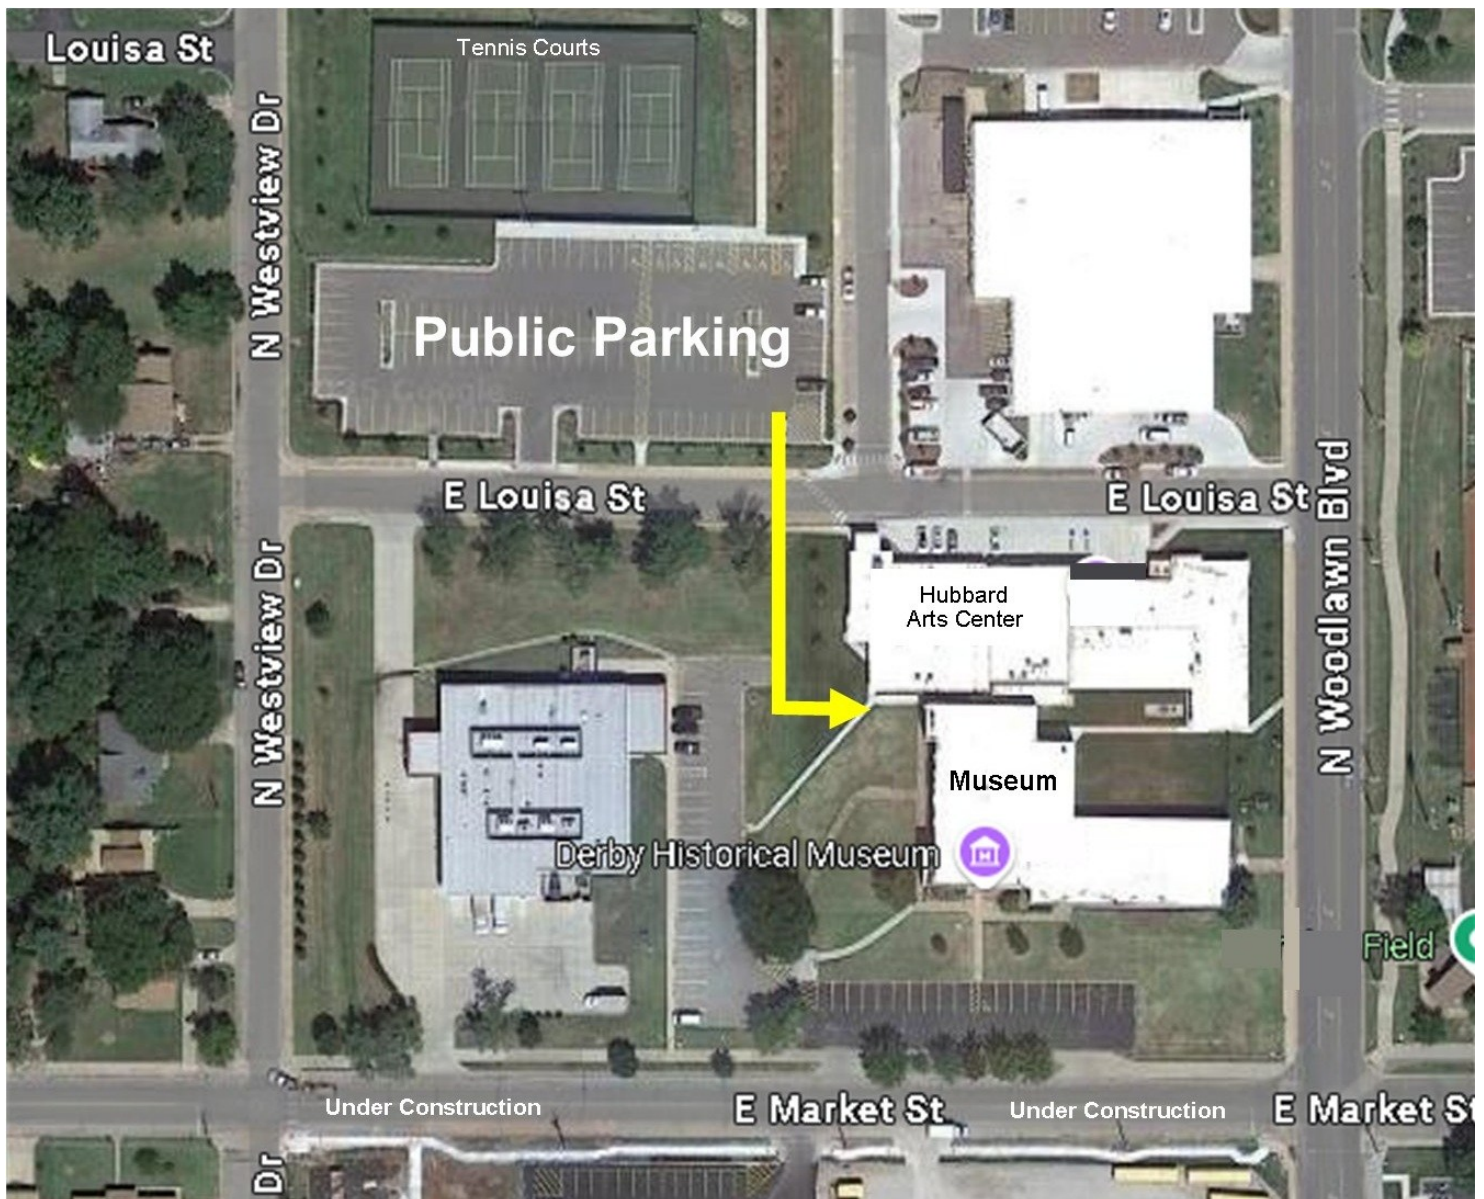 Louisa St
Tennis Courts
N Westview Dr
Public Parking
E Louisa St
E Louisa St
N Woodlawn Blvd
N Westview Dr
Hubbard
Arts Center
Museum
Derby Historical Museum
Field
Under Construction
E Market St
Under Construction
E Market St
Dr